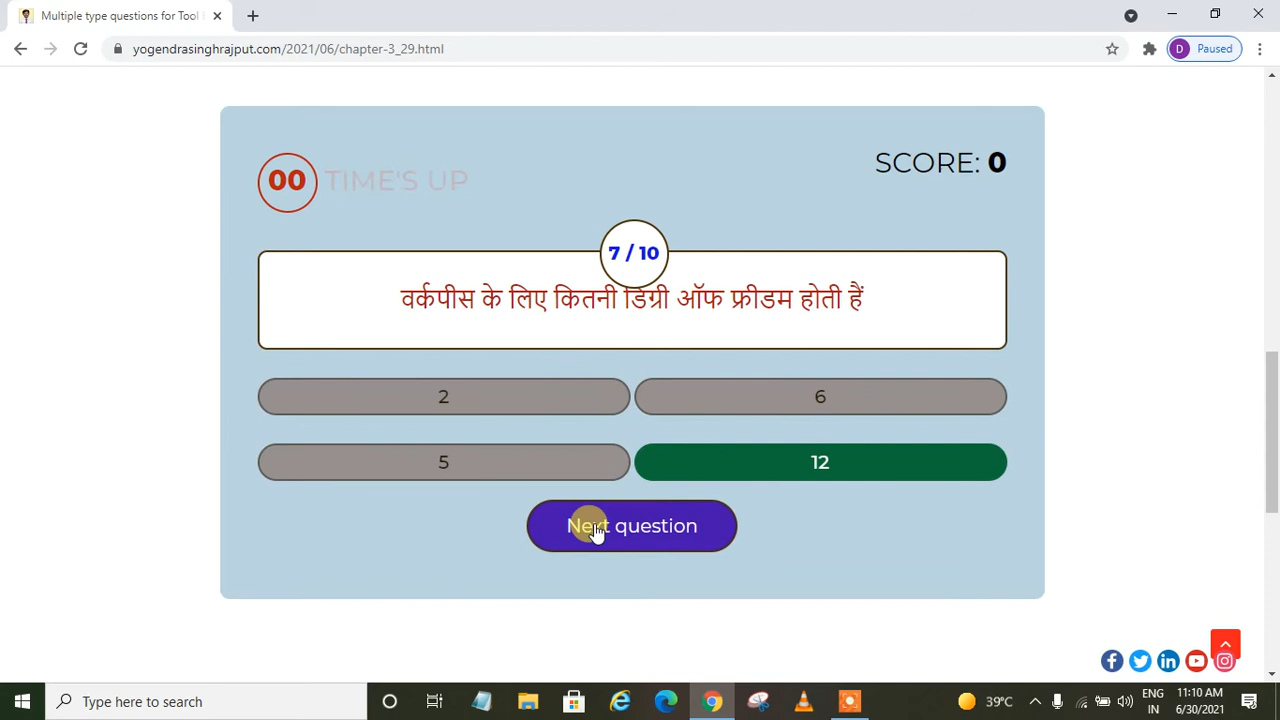 Multiple type questions for Tool
yogendrasinghrajput.com/2021/06/chapter-3_29.html
D Paused
00 TIME'S UP
SCORE: 0
7 / 10
वर्कपीस के लिए कितनी डिग्री ऑफ फ्रीडम होती हैं
2
6
5
12
Next question
Type here to search
39°C
ENG
IN
11:10 AM
6/30/2021